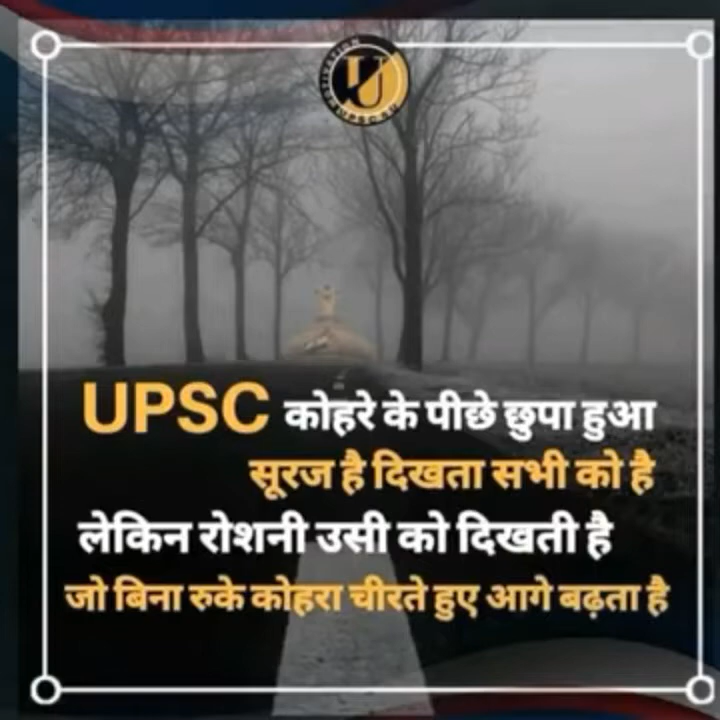 UPSC कोहरे के पीछे छुपा हुआ
सूरज है दिखता सभी को है
लेकिन रोशनी उसी को दिखती है
जो बिना रुके कोहरा चीरते हुए आगे बढ़ता है